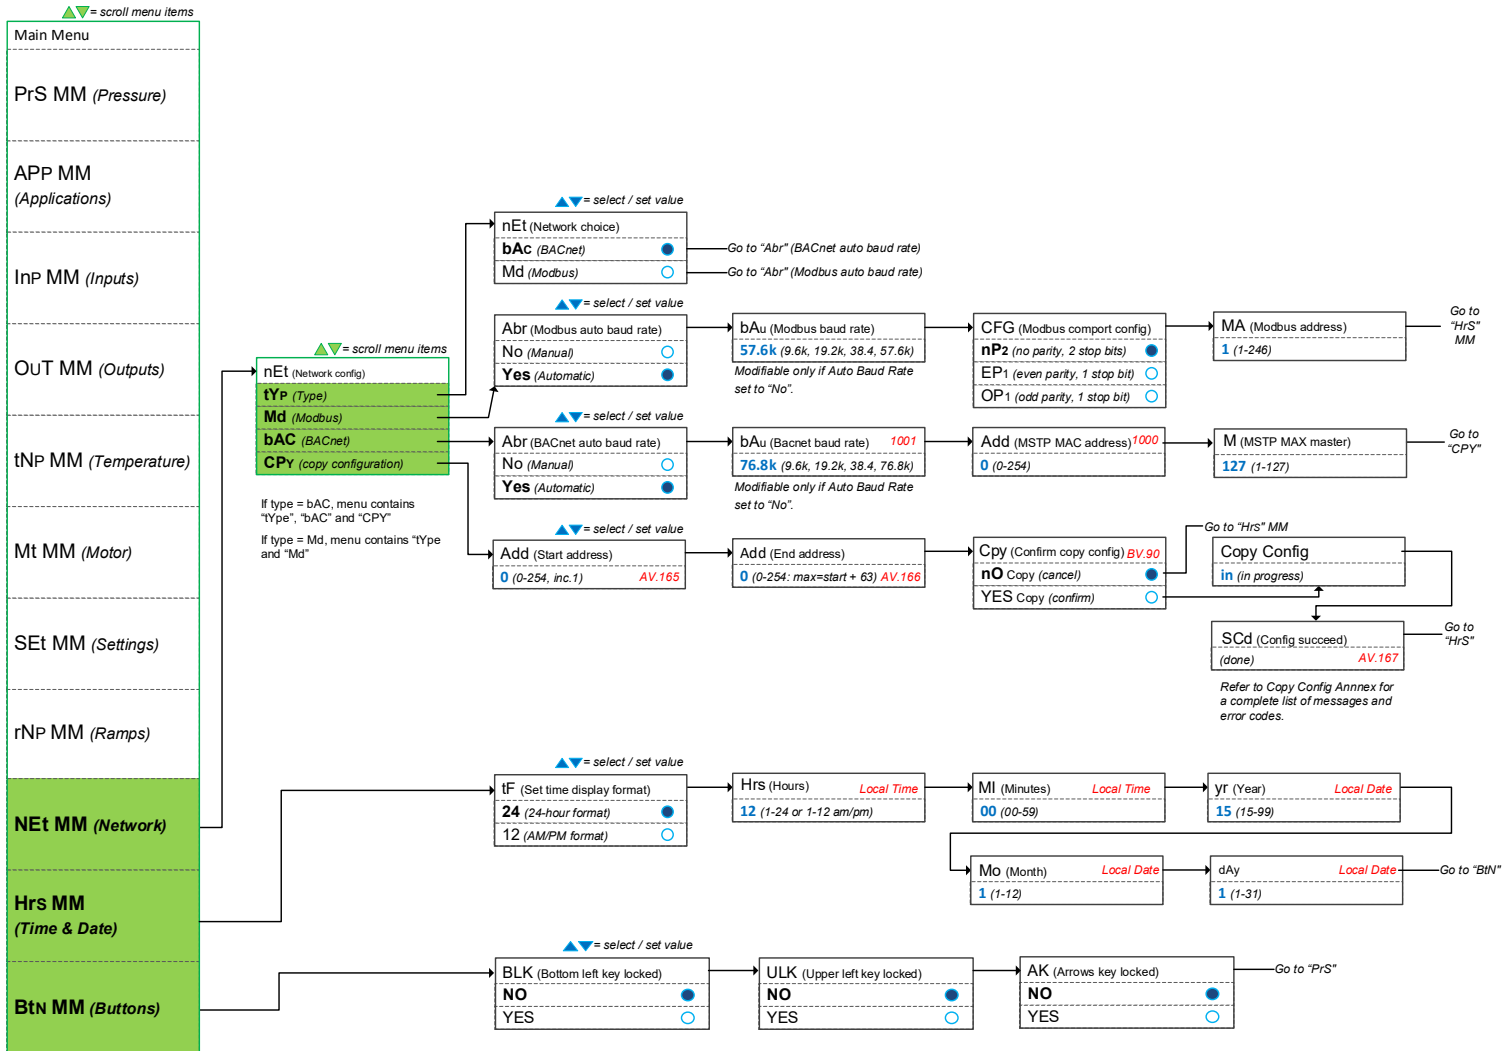 = scroll menu items
Main Menu
PrS MM (Pressure)
APP MM
(Applications)
InP MM (Inputs)
OUT MM (Outputs)
tNP MM (Temperature)
Mt MM (Motor)
SEt MM (Settings)
rNP MM (Ramps)
NEt MM (Network)
Hrs MM
(Time & Date)
BtN MM (Buttons)
= scroll menu items
nEt (Network config)
tYP (Type)
Md (Modbus)
bAC (BACnet)
CPY (copy configuration)
If type = bAC, menu contains
"tYpe", "bAC" and "CPY"
If type = Md, menu contains "tYpe
and "Md"
= select / set value
nEt (Network choice)
bAc (BACnet)
Go to "Abr" (BACnet auto baud rate)
Md (Modbus)
Go to "Abr" (Modbus auto baud rate)
= select / set value
Abr (Modbus auto baud rate)
No (Manual)
Yes (Automatic)
bAu (Modbus baud rate)
57.6k (9.6k, 19.2k, 38.4, 57.6k)
Modifiable only if Auto Baud Rate
set to "No".
CFG (Modbus comport config)
nP2 (no parity, 2 stop bits)
EP1 (even parity, 1 stop bit)
OP1 (odd parity, 1 stop bit)
MA (Modbus address)
1 (1-246)
Go to
"HrS"
MM
= select / set value
Abr (BACnet auto baud rate)
No (Manual)
Yes (Automatic)
bAu (Bacnet baud rate) 1001
76.8k (9.6k, 19.2k, 38.4, 76.8k)
Modifiable only if Auto Baud Rate
set to "No".
Add (MSTP MAC address) 1000
0 (0-254)
M (MSTP MAX master)
127 (1-127)
Go to
"CPY"
= select / set value
Add (Start address)
0 (0-254, inc.1) AV.165
Add (End address)
0 (0-254: max=start + 63) AV.166
Cpy (Confirm copy config) BV.90
nO Copy (cancel)
YES Copy (confirm)
Go to "HrS" MM
Copy Config
in (in progress)
SCd (Config succeed)
(done) AV.167
Go to
"HrS"
Refer to Copy Config Annnex for
a complete list of messages and
error codes.
= select / set value
tF (Set time display format)
24 (24-hour format)
12 (AM/PM format)
Hrs (Hours) Local Time
12 (1-24 or 1-12 am/pm)
MI (Minutes) Local Time
00 (00-59)
yr (Year) Local Date
15 (15-99)
Mo (Month) Local Date
1 (1-12)
dAy Local Date
1 (1-31)
Go to "BtN"
= select / set value
BLK (Bottom left key locked)
NO
YES
ULK (Upper left key locked)
NO
YES
AK (Arrows key locked)
NO
YES
Go to "PrS"